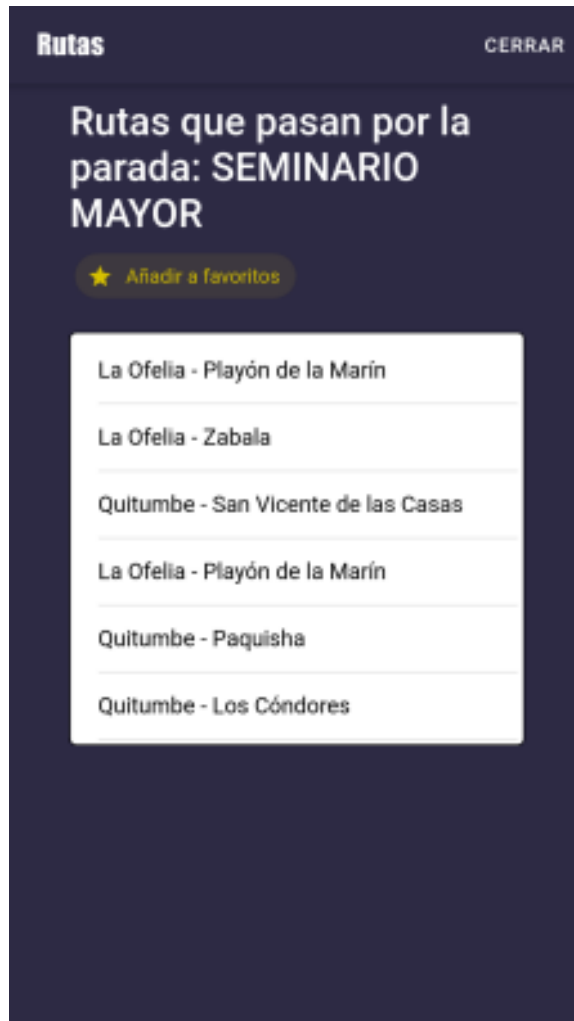 Rutas
CERRAR
Rutas que pasan por la
parada: SEMINARIO
MAYOR
Añadir a favoritos
La Ofelia - Playón de la Marín
La Ofelia - Zabala
Quitumbe - San Vicente de las Casas
La Ofelia - Playón de la Marín
Quitumbe - Paquisha
Quitumbe - Los Cóndores